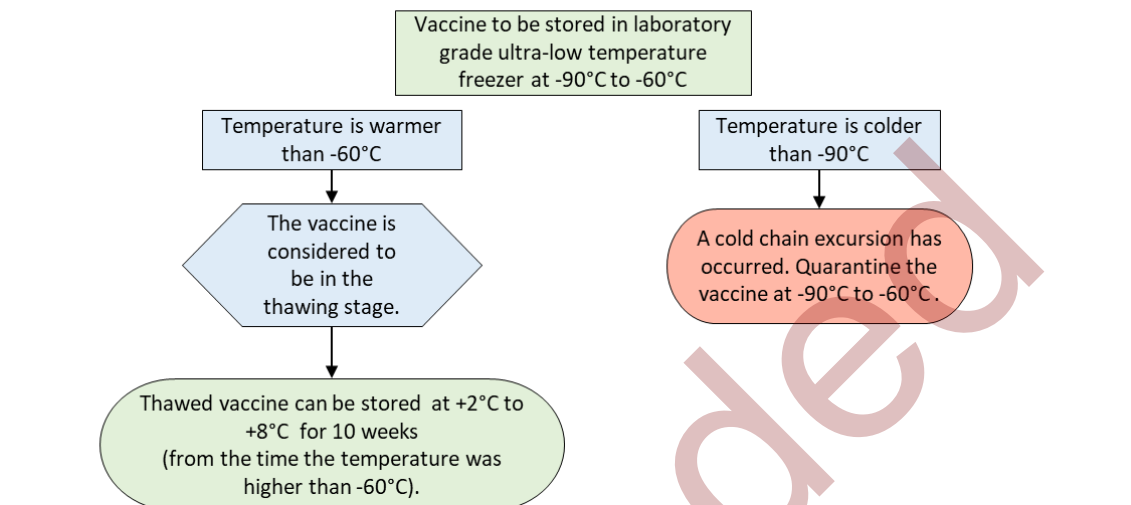 Vaccine to be stored in laboratory
grade ultra-low temperature
freezer at -90°C to -60°C
Temperature is warmer
than -60°C
Temperature is colder
than -90°C
The vaccine is
considered to
be in the
thawing stage.
A cold chain excursion has
occurred. Quarantine the
vaccine at -90°C to -60°C .
Thawed vaccine can be stored at +2°C to
+8°C for 10 weeks
(from the time the temperature was
higher than -60°C).
ded